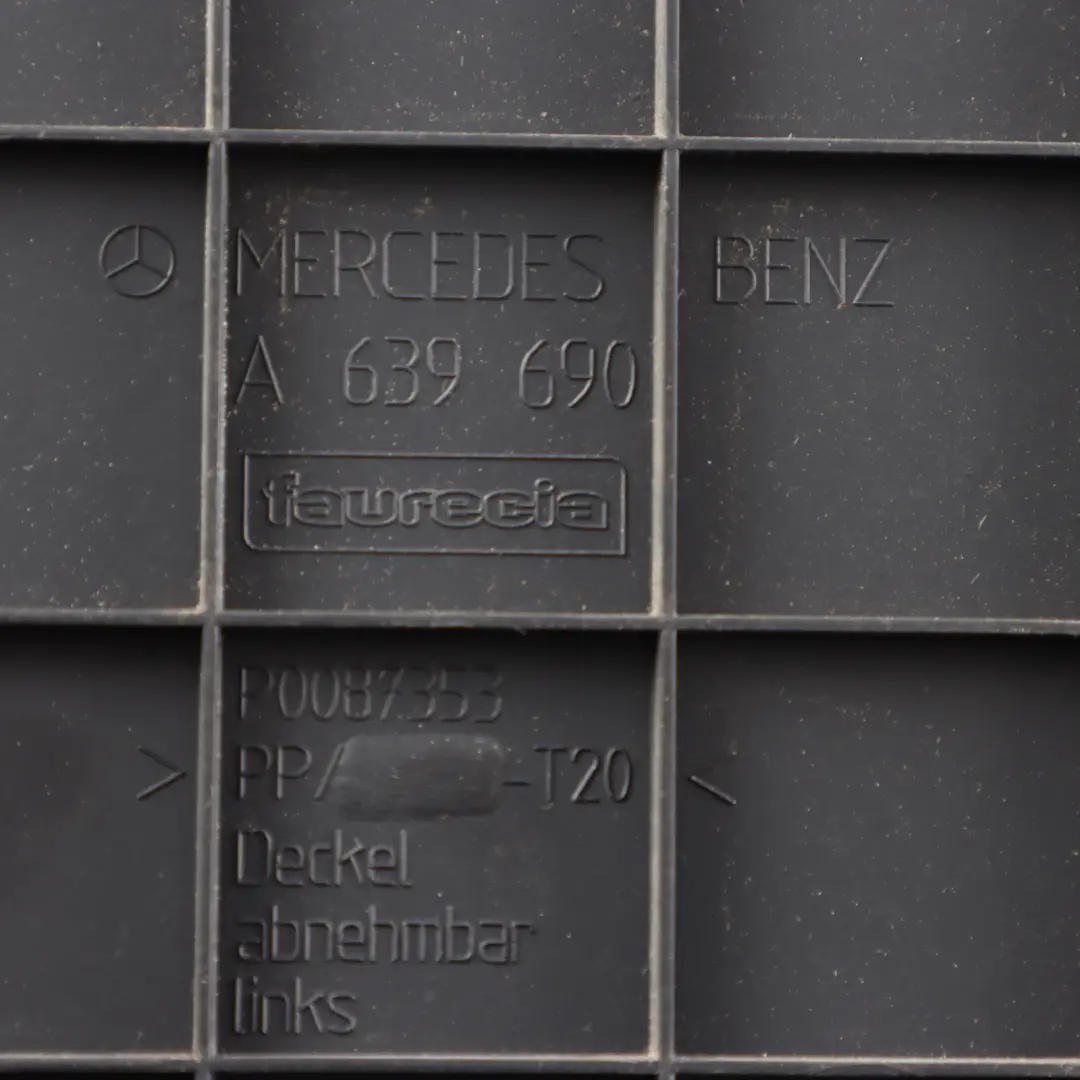 MERCEDES BENZ
A 639 690
faurecia
P0087353
>PP/ -T20<
Deckel
abnehmbar
links